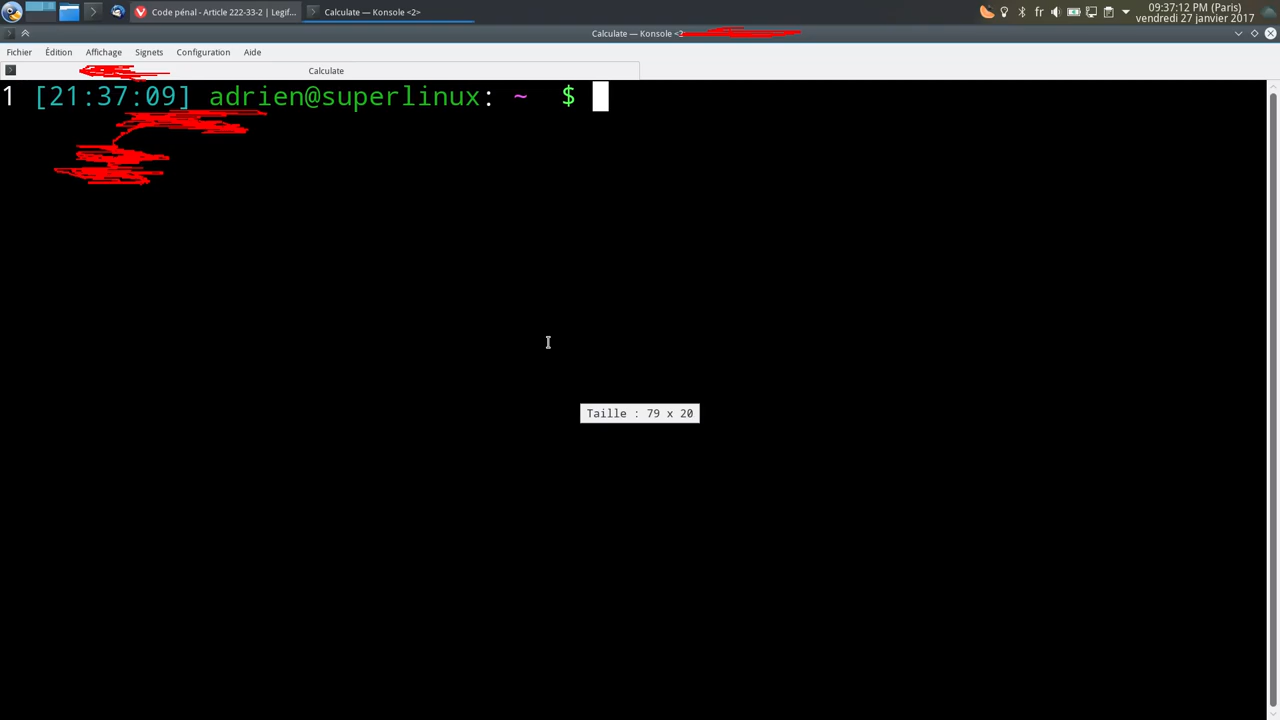 Code pénal - Article 222-33-2 | Legif...
Calculate — Konsole <2>
fr
09:37:12 PM (Paris)
vendredi 27 janvier 2017
Calculate — Konsole <2
Fichier Édition Affichage Signets Configuration Aide
Calculate
1 [21:37:09] adrien@superlinux: ~ $
Taille : 79 x 20